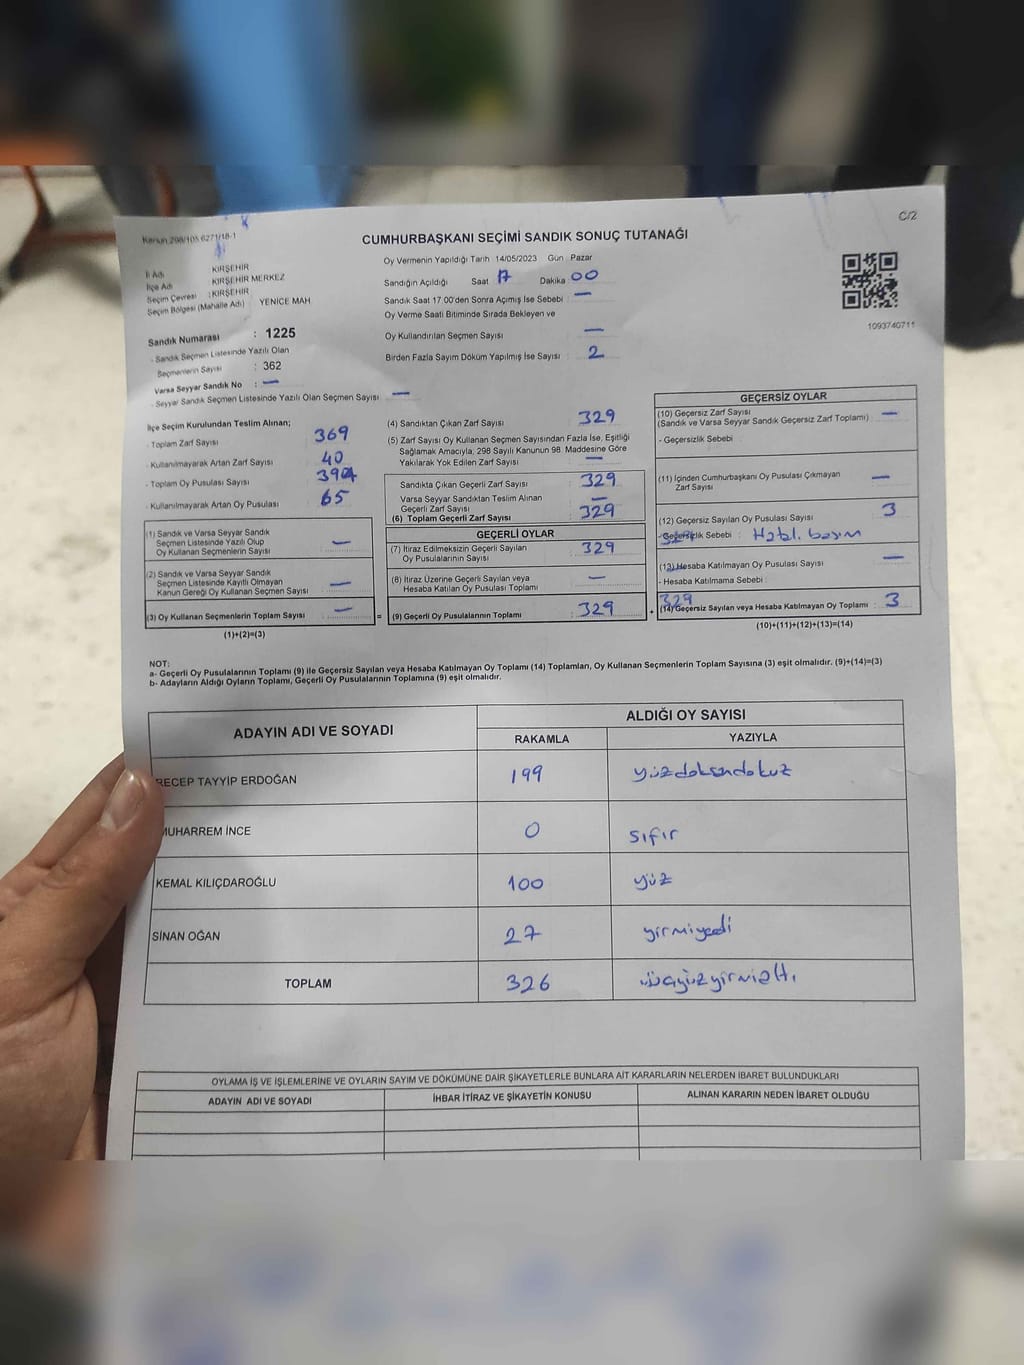 Kanun:298/105 6271/18-1
C/2
CUMHURBAŞKANI SEÇİMİ SANDIK SONUÇ TUTANAĞI
İl Adı KIRŞEHİR
İlçe Adı KIRŞEHİR MERKEZ
Seçim Çevresi :KIRŞEHİR
Seçim Bölgesi (Mahalle Adı) YENİCE MAH
Sandık Numarası : 1225
- Sandık Seçmen Listesinde Yazılı Olan
Seçmenlerin Sayısı : 362
Varsa Seyyar Sandık No : —
- Seyyar Sandık Seçmen Listesinde Yazılı Olan Seçmen Sayısı —
Oy Vermenin Yapıldığı Tarih 14/05/2023 Gün Pazar
Sandığın Açıldığı Saat 17 Dakika 00
Sandık Saat 17:00'den Sonra Açımış İse Sebebi : —
Oy Verme Saati Bitiminde Sırada Bekleyen ve
Oy Kullandırılan Seçmen Sayısı —
Birden Fazla Sayım Döküm Yapılmış İse Sayısı : 2
1093740711
İlçe Seçim Kurulundan Teslim Alınan;
- Toplam Zarf Sayısı 369
- Kullanılmayarak Artan Zarf Sayısı 40
- Toplam Oy Pusulası Sayısı 394
- Kullanılmayarak Artan Oy Pusulası 65
(1) Sandık ve Varsa Seyyar Sandık
Seçmen Listesinde Yazılı Olup
Oy Kullanan Seçmenlerin Sayısı —
(2) Sandık ve Varsa Seyyar Sandık
Seçmen Listesinde Kayıtlı Olmayan
Kanun Gereği Oy Kullanan Seçmen Sayısı —
(3) Oy Kullanan Seçmenlerin Toplam Sayısı —
(1)+(2)=(3)
=
(4) Sandıktan Çıkan Zarf Sayısı : 329
(5) Zarf Sayısı Oy Kullanan Seçmen Sayısından Fazla İse, Eşitliği
Sağlamak Amacıyla, 298 Sayılı Kanunun 98. Maddesine Göre
Yakılarak Yok Edilen Zarf Sayısı —
Sandıkta Çıkan Geçerli Zarf Sayısı : 329
Varsa Seyyar Sandıktan Teslim Alınan
Geçerli Zarf Sayısı —
(6) Toplam Geçerli Zarf Sayısı : 329
GEÇERLİ OYLAR
(7) İtiraz Edilmeksizin Geçerli Sayılan
Oy Pusulalarının Sayısı : 329
(8) İtiraz Üzerine Geçerli Sayılan veya
Hesaba Katılan Oy Pusulası Toplamı —
(9) Geçerli Oy Pusulalarının Toplamı : 329
+
GEÇERSİZ OYLAR
(10) Geçersiz Zarf Sayısı
(Sandık ve Varsa Seyyar Sandık Geçersiz Zarf Toplamı) : —
- Geçersizlik Sebebi
(11) İçinden Cumhurbaşkanı Oy Pusulası Çıkmayan
Zarf Sayısı —
(12) Geçersiz Sayılan Oy Pusulası Sayısı : 3
- Geçersizlik Sebebi :
(13) Hesaba Katılmayan Oy Pusulası Sayısı —
- Hesaba Katılmama Sebebi :
329
(14) Geçersiz Sayılan veya Hesaba Katılmayan Oy Toplamı : 3
(10)+(11)+(12)+(13)=(14)
NOT:
a- Geçerli Oy Pusulalarının Toplamı (9) ile Geçersiz Sayılan veya Hesaba Katılmayan Oy Toplamı (14) Toplamları, Oy Kullanan Seçmenlerin Toplam Sayısına (3) eşit olmalıdır. (9)+(14)=(3)
b- Adayların Aldığı Oyların Toplamı, Geçerli Oy Pusulalarının Toplamına (9) eşit olmalıdır.
ADAYIN ADI VE SOYADI
ALDIĞI OY SAYISI
RAKAMLA YAZIYLA
RECEP TAYYİP ERDOĞAN 199 yüzdoksandokuz
MUHARREM İNCE 0 sıfır
KEMAL KILIÇDAROĞLU 100 yüz
SİNAN OĞAN 27 yirmiyedi
TOPLAM 326 üçyüzyirmialtı
OYLAMA İŞ VE İŞLEMLERİNE VE OYLARIN SAYIM VE DÖKÜMÜNE DAİR ŞİKAYETLERLE BUNLARA AİT KARARLARIN NELERDEN İBARET BULUNDUKLARI
ADAYIN ADI VE SOYADI İHBAR İTİRAZ VE ŞİKAYETİN KONUSU ALINAN KARARIN NEDEN İBARET OLDUĞU